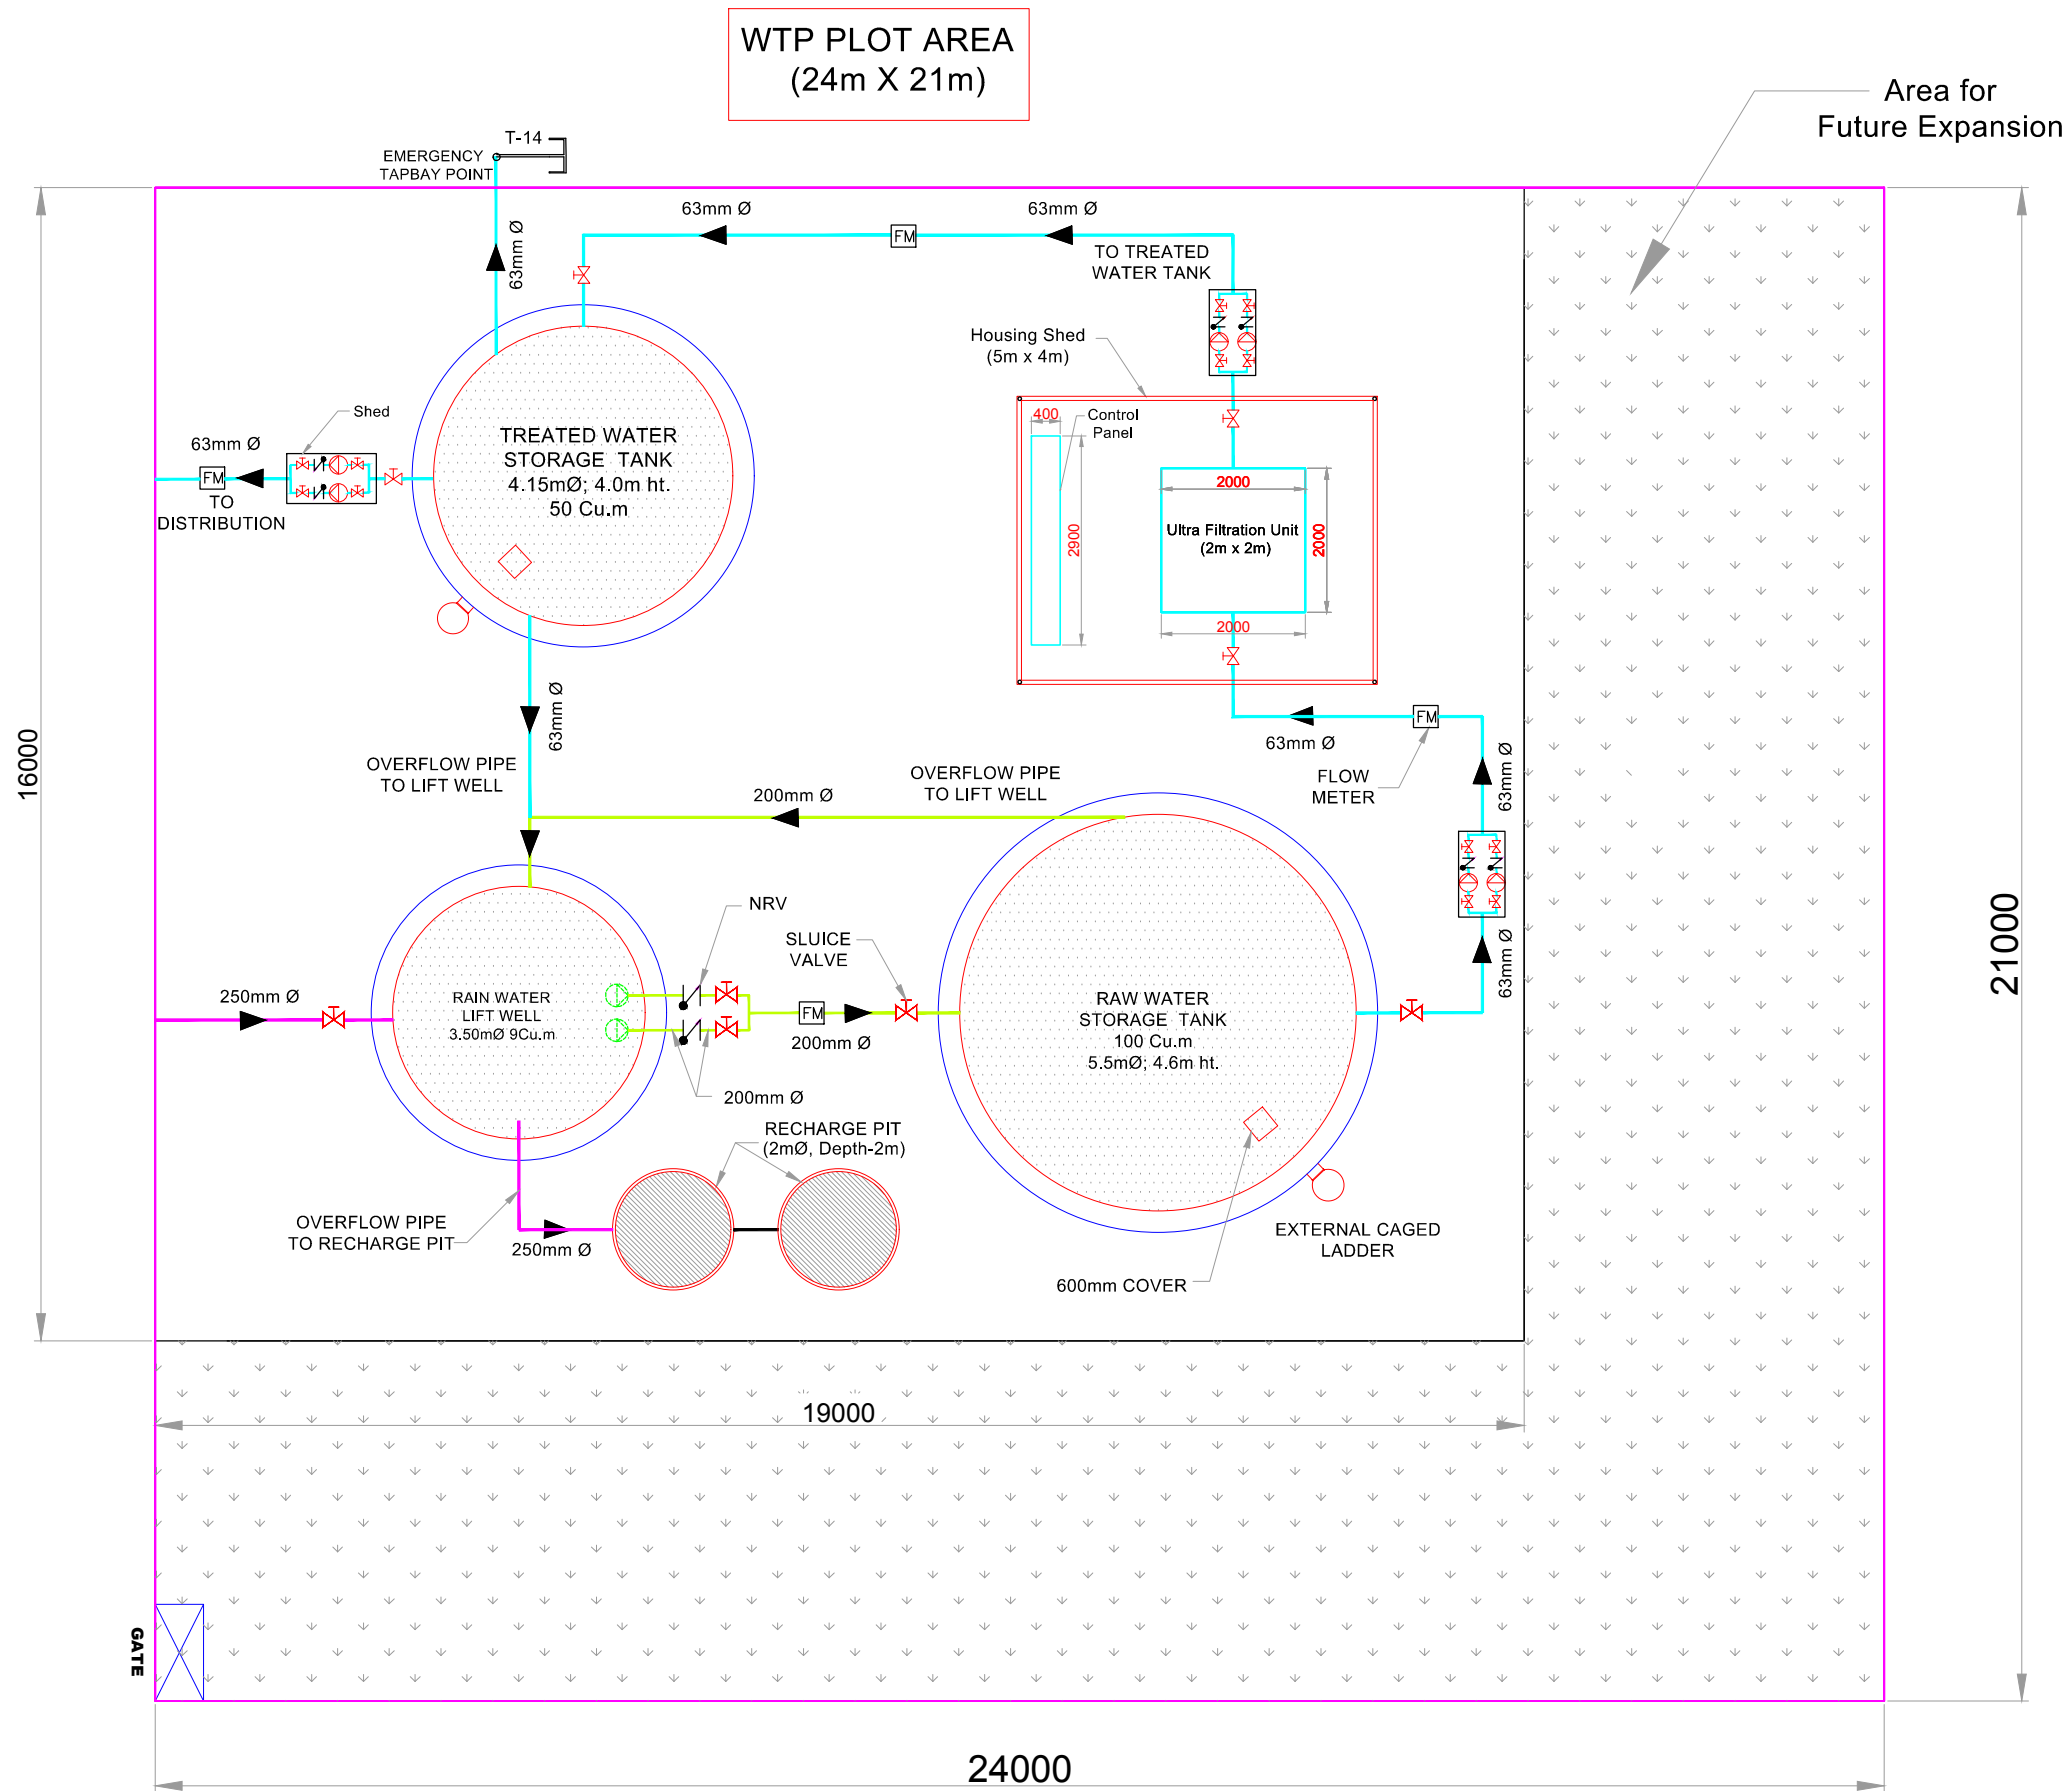 WTP PLOT AREA
(24m X 21m)
Area for
Future Expansion
T-14
EMERGENCY
TAPBAY POINT
63mm Ø
63mm Ø
FM
63mm Ø
TO TREATED
WATER TANK
Housing Shed
(5m x 4m)
Shed
63mm Ø
FM
TO
DISTRIBUTION
TREATED WATER
STORAGE TANK
4.15mØ; 4.0m ht.
50 Cu.m
400
Control
Panel
2900
2000
2000
Ultra Filtration Unit
(2m x 2m)
2000
63mm Ø
FM
63mm Ø
FLOW
METER
63mm Ø
63mm Ø
OVERFLOW PIPE
TO LIFT WELL
200mm Ø
OVERFLOW PIPE
TO LIFT WELL
16000
21000
NRV
SLUICE
VALVE
250mm Ø
RAIN WATER
LIFT WELL
3.50mØ 9Cu.m
FM
200mm Ø
200mm Ø
RAW WATER
STORAGE TANK
100 Cu.m
5.5mØ; 4.6m ht.
RECHARGE PIT
(2mØ, Depth-2m)
OVERFLOW PIPE
TO RECHARGE PIT
250mm Ø
EXTERNAL CAGED
LADDER
600mm COVER
19000
GATE
24000